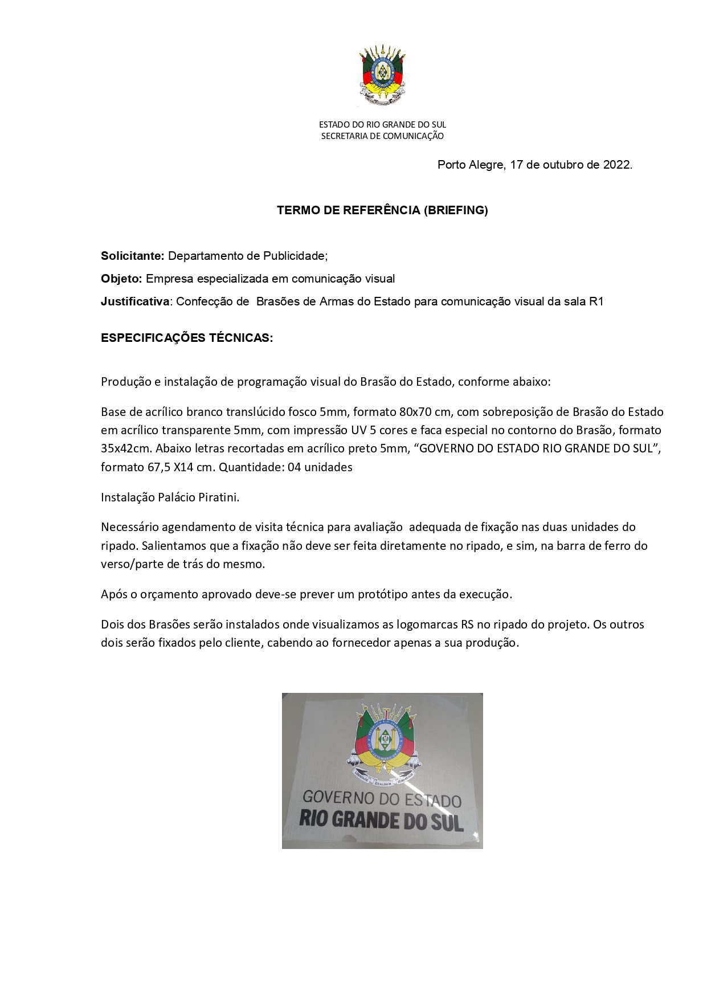 ESTADO DO RIO GRANDE DO SUL
SECRETARIA DE COMUNICAÇÃO
Porto Alegre, 17 de outubro de 2022.
TERMO DE REFERÊNCIA (BRIEFING)
Solicitante: Departamento de Publicidade;
Objeto: Empresa especializada em comunicação visual
Justificativa: Confecção de  Brasões de Armas do Estado para comunicação visual da sala R1
ESPECIFICAÇÕES TÉCNICAS:
Produção e instalação de programação visual do Brasão do Estado, conforme abaixo:
Base de acrílico branco translúcido fosco 5mm, formato 80x70 cm, com sobreposição de Brasão do Estado
em acrílico transparente 5mm, com impressão UV 5 cores e faca especial no contorno do Brasão, formato
35x42cm. Abaixo letras recortadas em acrílico preto 5mm, “GOVERNO DO ESTADO RIO GRANDE DO SUL”,
formato 67,5 X14 cm. Quantidade: 04 unidades
Instalação Palácio Piratini.
Necessário agendamento de visita técnica para avaliação  adequada de fixação nas duas unidades do
ripado. Salientamos que a fixação não deve ser feita diretamente no ripado, e sim, na barra de ferro do
verso/parte de trás do mesmo.
Após o orçamento aprovado deve-se prever um protótipo antes da execução.
Dois dos Brasões serão instalados onde visualizamos as logomarcas RS no ripado do projeto. Os outros
dois serão fixados pelo cliente, cabendo ao fornecedor apenas a sua produção.
GOVERNO DO ESTADO
RIO GRANDE DO SUL